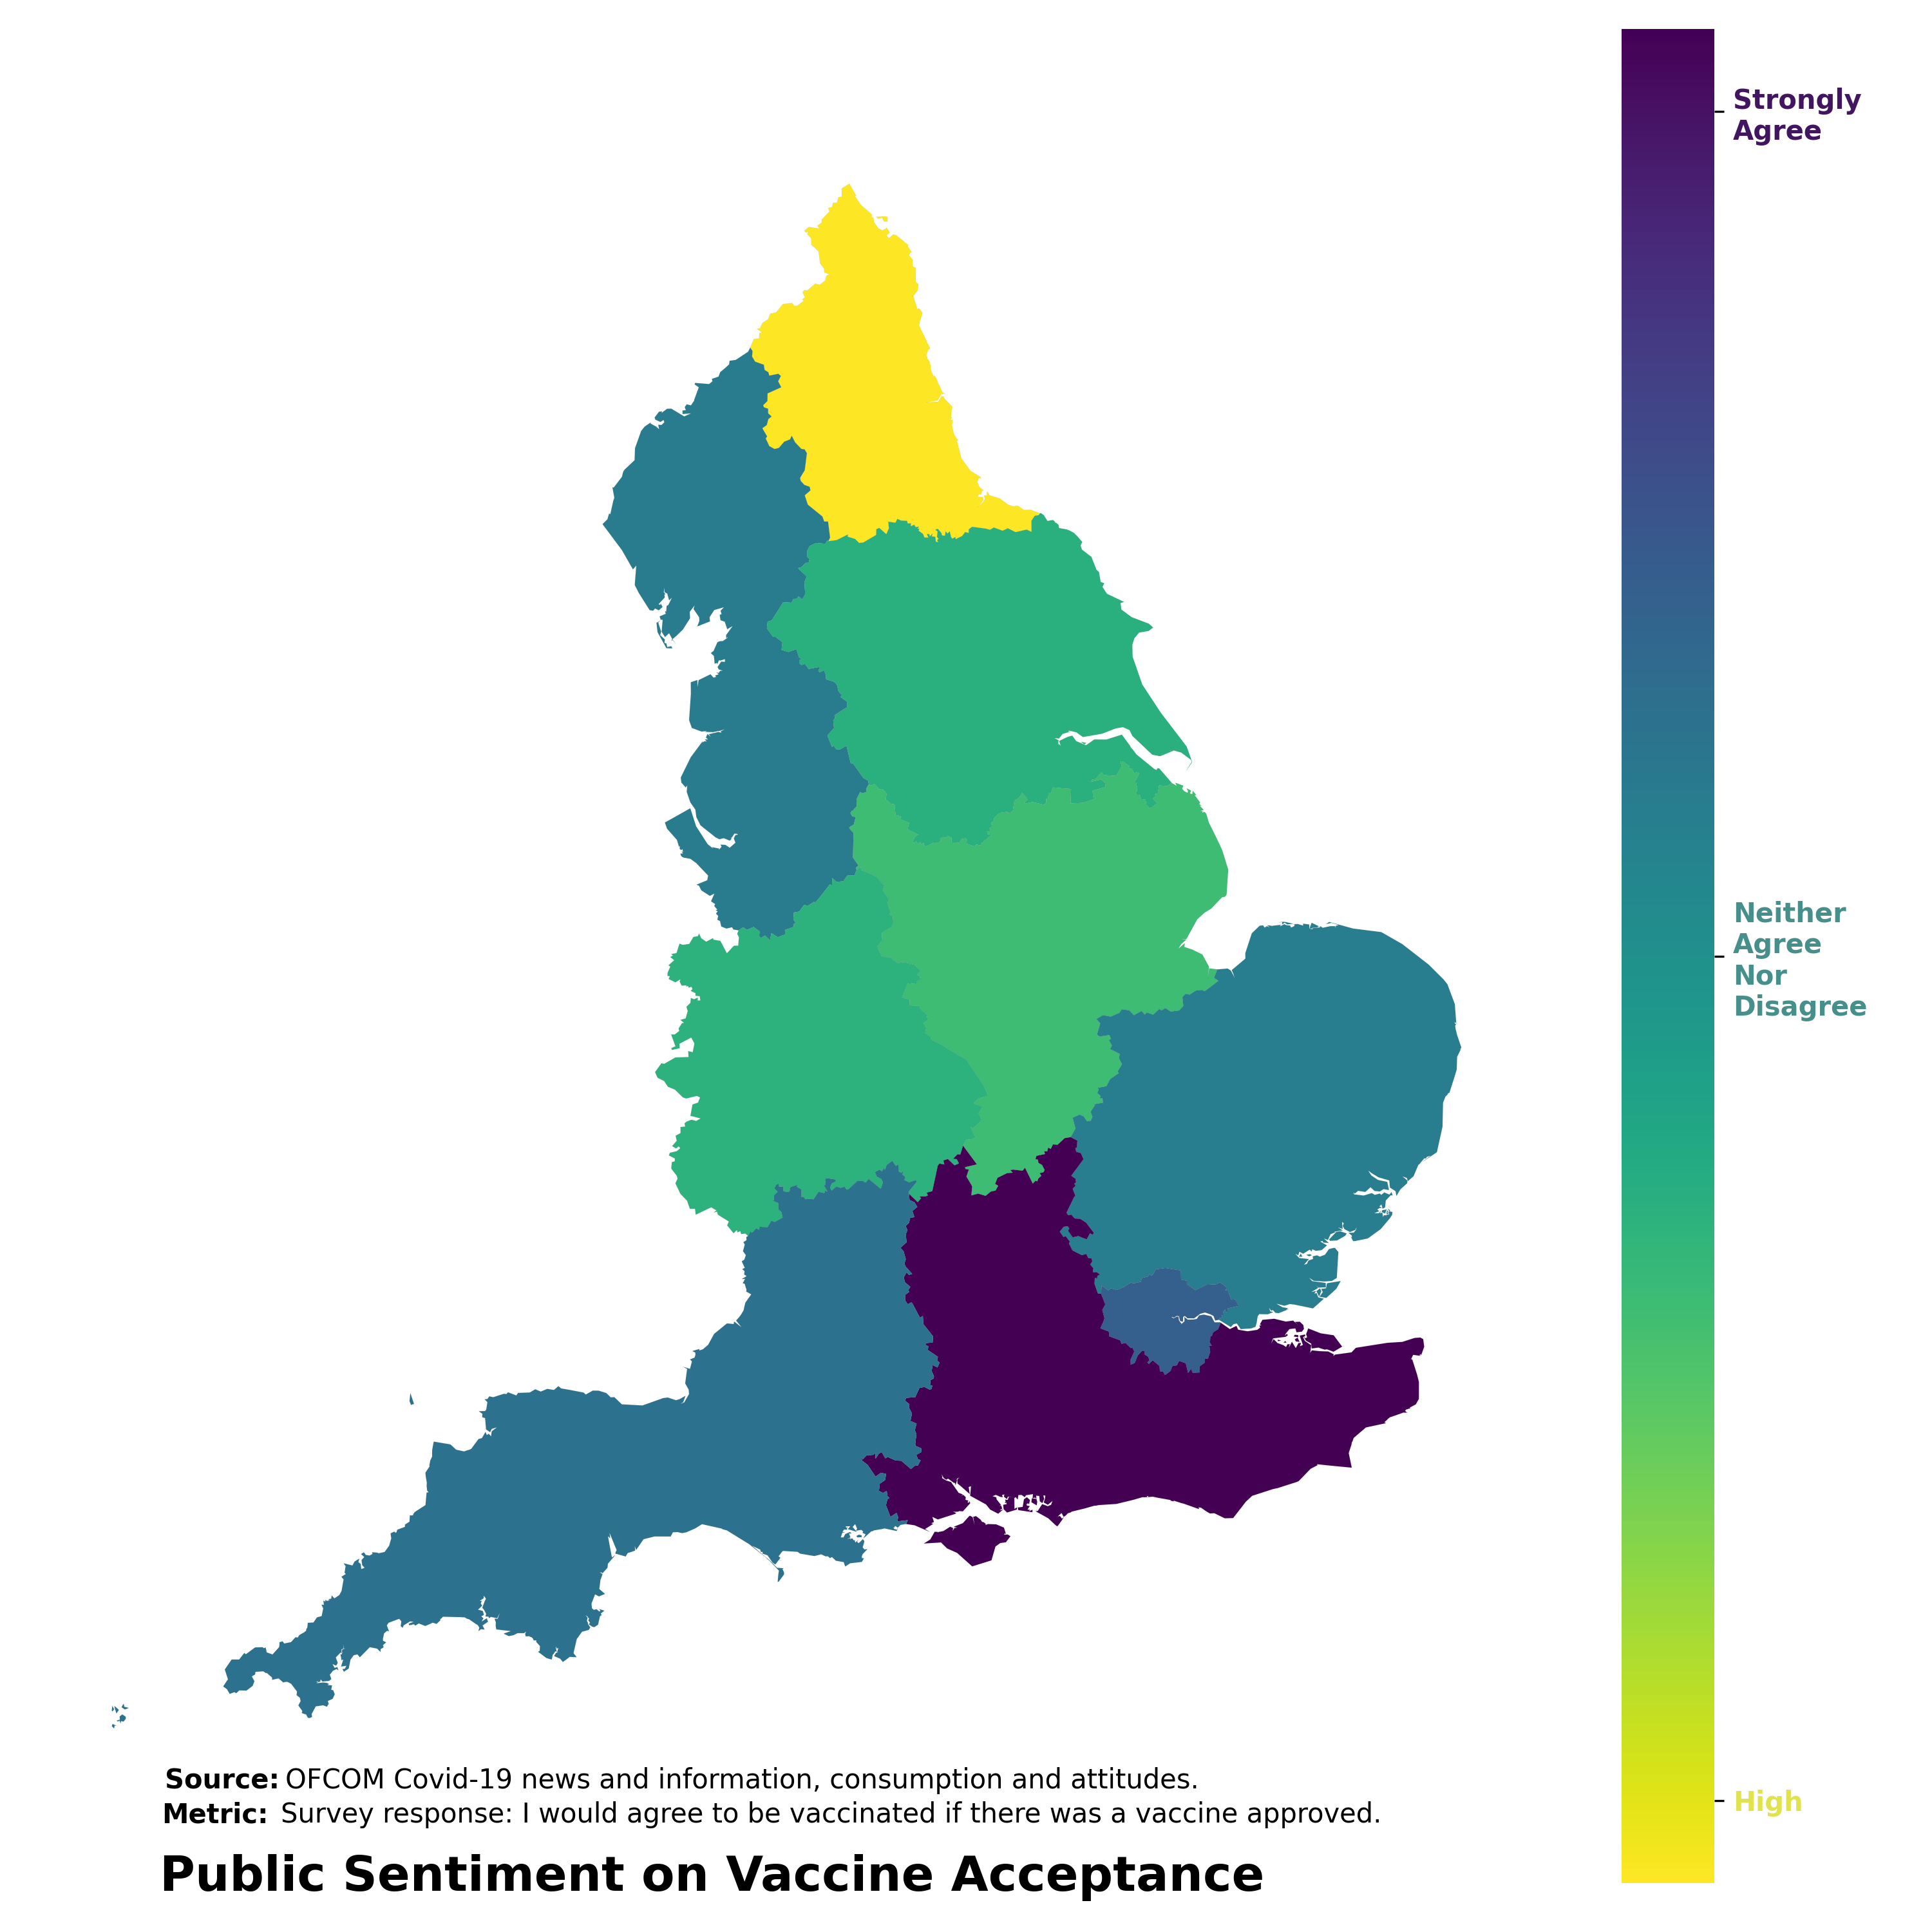 Strongly
Agree
Neither
Agree
Nor
Disagree
High
Source: OFCOM Covid-19 news and information, consumption and attitudes.
Metric: Survey response: I would agree to be vaccinated if there was a vaccine approved.
Public Sentiment on Vaccine Acceptance